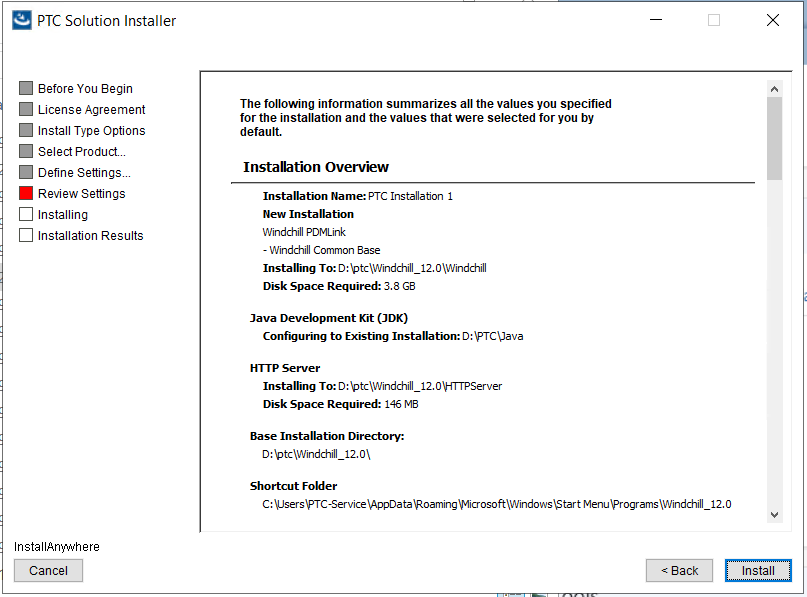 PTC Solution Installer
Before You Begin
License Agreement
Install Type Options
Select Product...
Define Settings...
Review Settings
Installing
Installation Results
The following information summarizes all the values you specified
for the installation and the values that were selected for you by
default.
Installation Overview
Installation Name: PTC Installation 1
New Installation
Windchill PDMLink
- Windchill Common Base
Installing To: D:\ptc\Windchill_12.0\Windchill
Disk Space Required: 3.8 GB
Java Development Kit (JDK)
Configuring to Existing Installation: D:\PTC\Java
HTTP Server
Installing To: D:\ptc\Windchill_12.0\HTTPServer
Disk Space Required: 146 MB
Base Installation Directory:
D:\ptc\Windchill_12.0\
Shortcut Folder
C:\Users\PTC-Service\AppData\Roaming\Microsoft\Windows\Start Menu\Programs\Windchill_12.0
InstallAnywhere
Cancel
< Back
Install